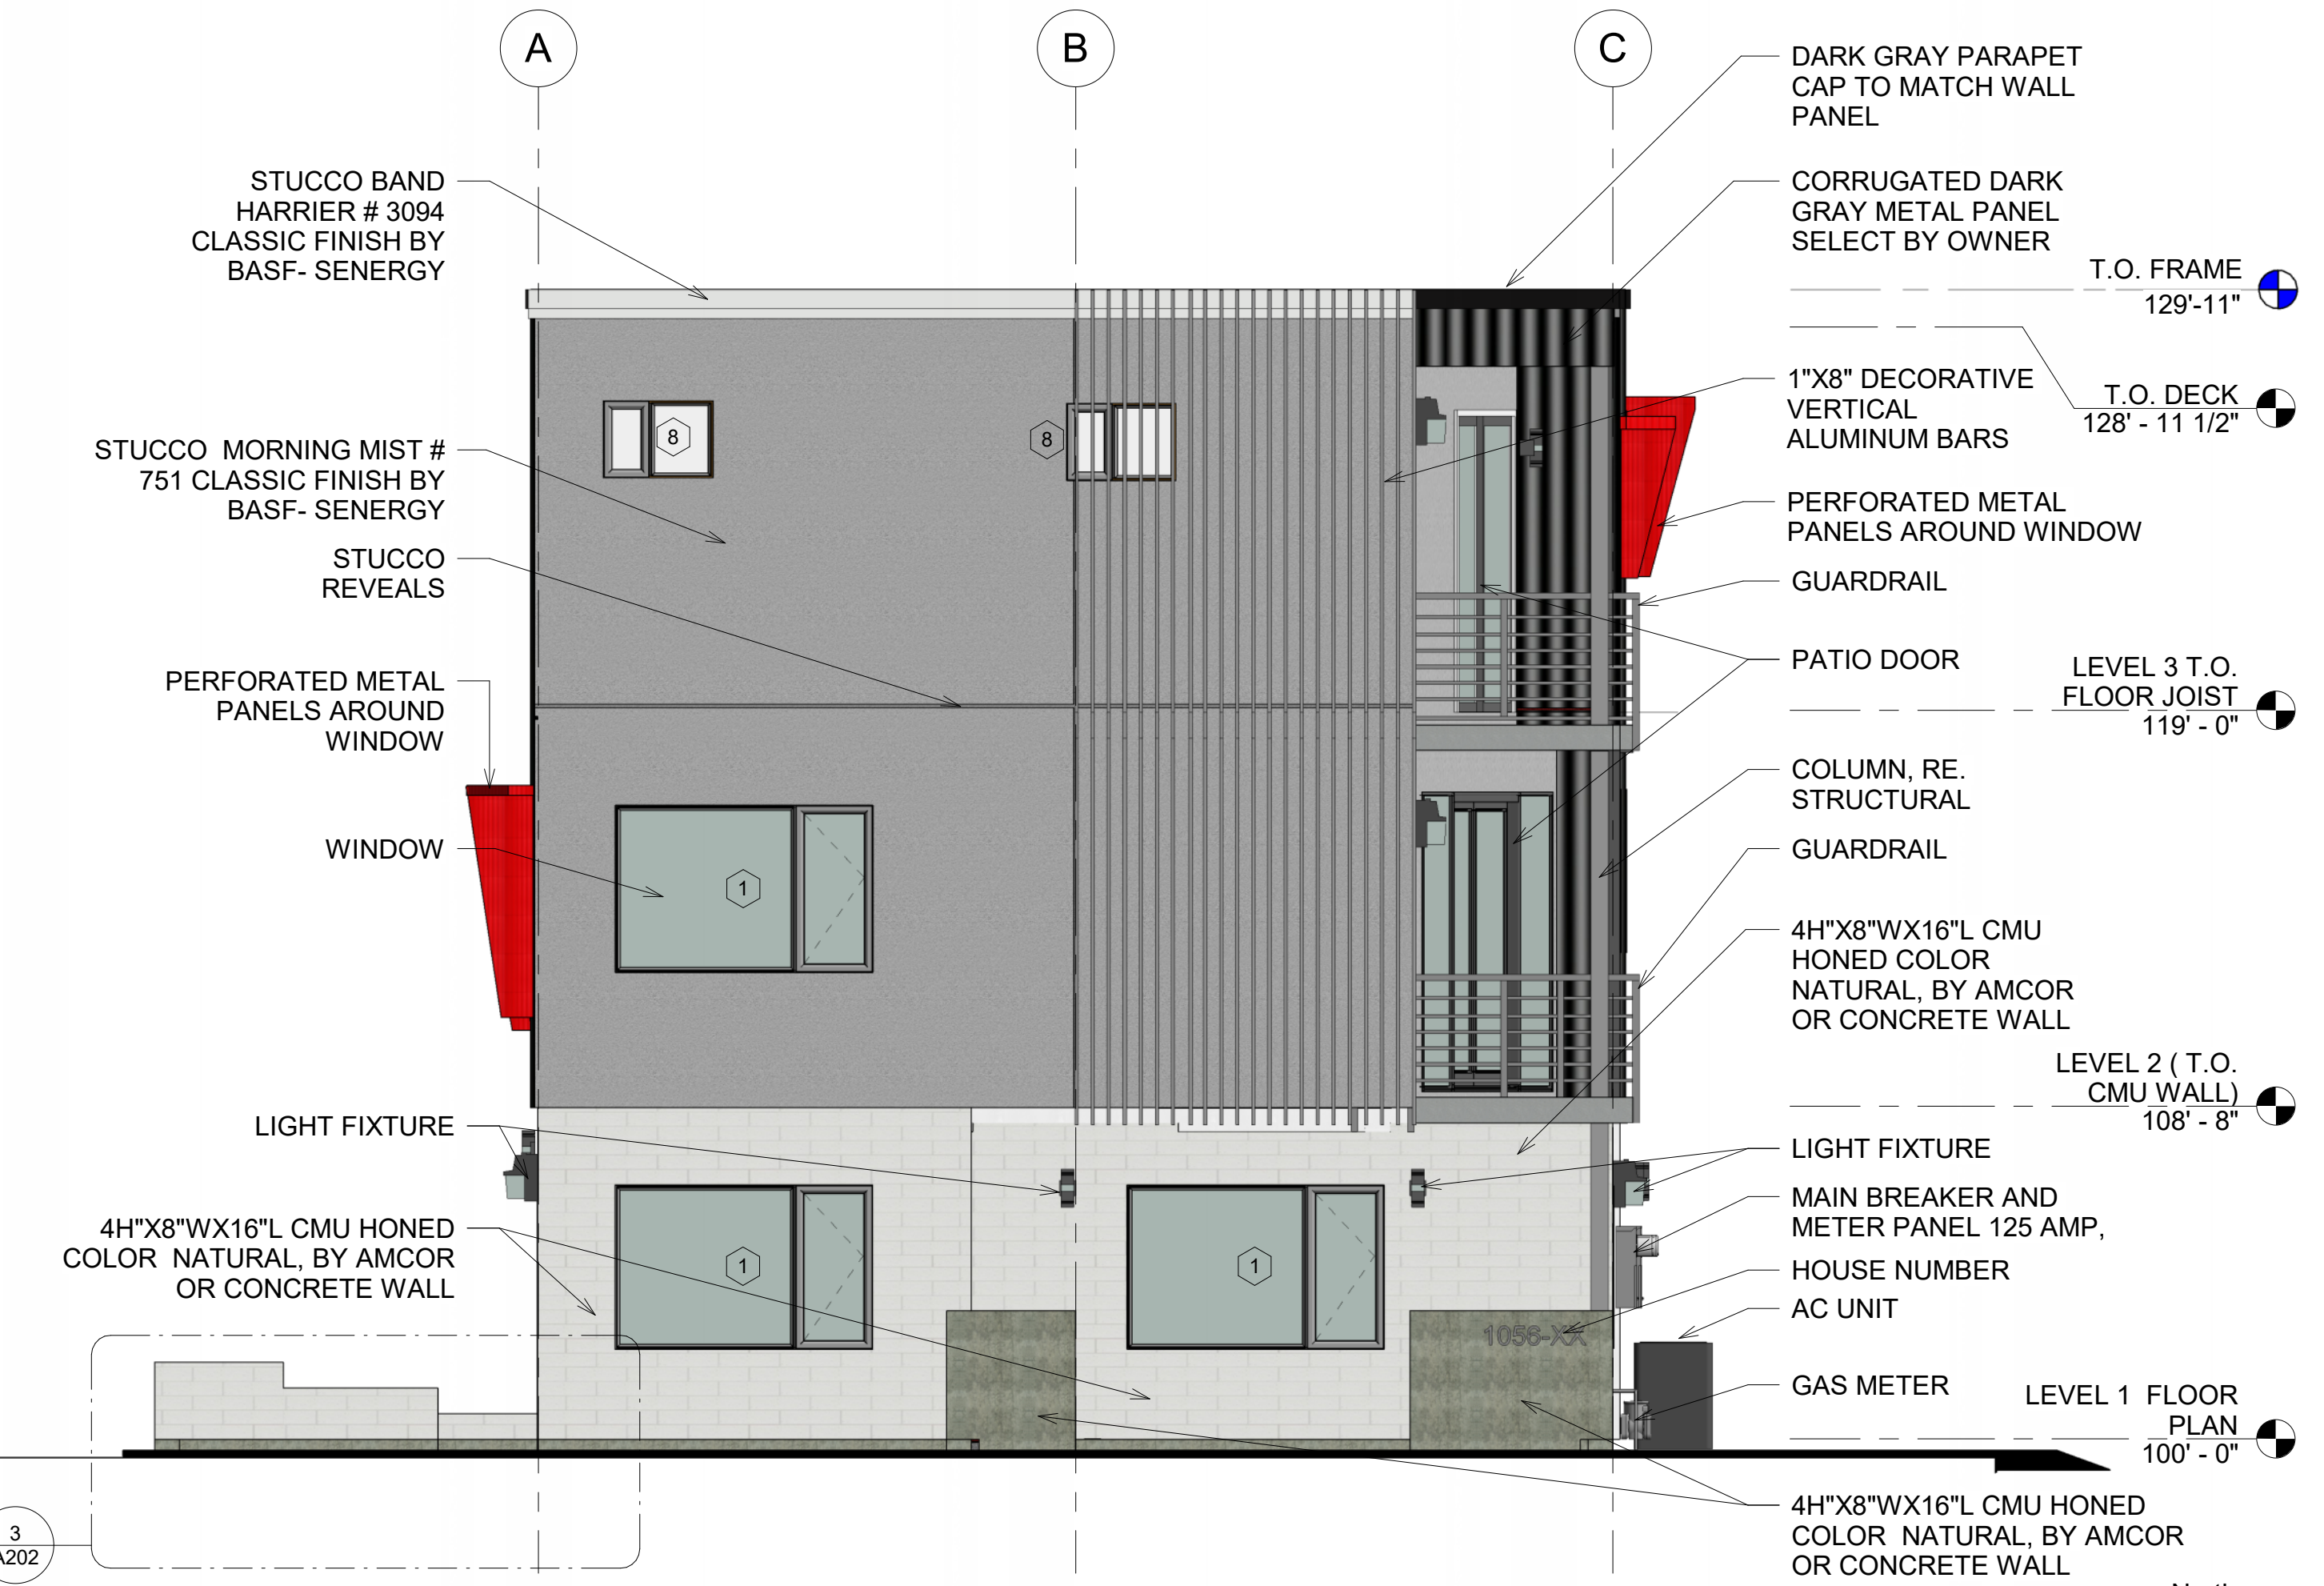 A
B
C
STUCCO BAND
HARRIER # 3094
CLASSIC FINISH BY
BASF- SENERGY
STUCCO MORNING MIST #
751 CLASSIC FINISH BY
BASF- SENERGY
STUCCO
REVEALS
PERFORATED METAL
PANELS AROUND
WINDOW
WINDOW
LIGHT FIXTURE
4H"X8"WX16"L CMU HONED
COLOR NATURAL, BY AMCOR
OR CONCRETE WALL
3
A202
8
8
1
1
1
1056-XX
DARK GRAY PARAPET
CAP TO MATCH WALL
PANEL
CORRUGATED DARK
GRAY METAL PANEL
SELECT BY OWNER
1"X8" DECORATIVE
VERTICAL
ALUMINUM BARS
PERFORATED METAL
PANELS AROUND WINDOW
GUARDRAIL
PATIO DOOR
COLUMN, RE.
STRUCTURAL
GUARDRAIL
4H"X8"WX16"L CMU
HONED COLOR
NATURAL, BY AMCOR
OR CONCRETE WALL
LIGHT FIXTURE
MAIN BREAKER AND
METER PANEL 125 AMP,
HOUSE NUMBER
AC UNIT
GAS METER
4H"X8"WX16"L CMU HONED
COLOR NATURAL, BY AMCOR
OR CONCRETE WALL
T.O. FRAME
129'-11"
T.O. DECK
128' - 11 1/2"
LEVEL 3 T.O.
FLOOR JOIST
119' - 0"
LEVEL 2 ( T.O.
CMU WALL)
108' - 8"
LEVEL 1 FLOOR
PLAN
100' - 0"